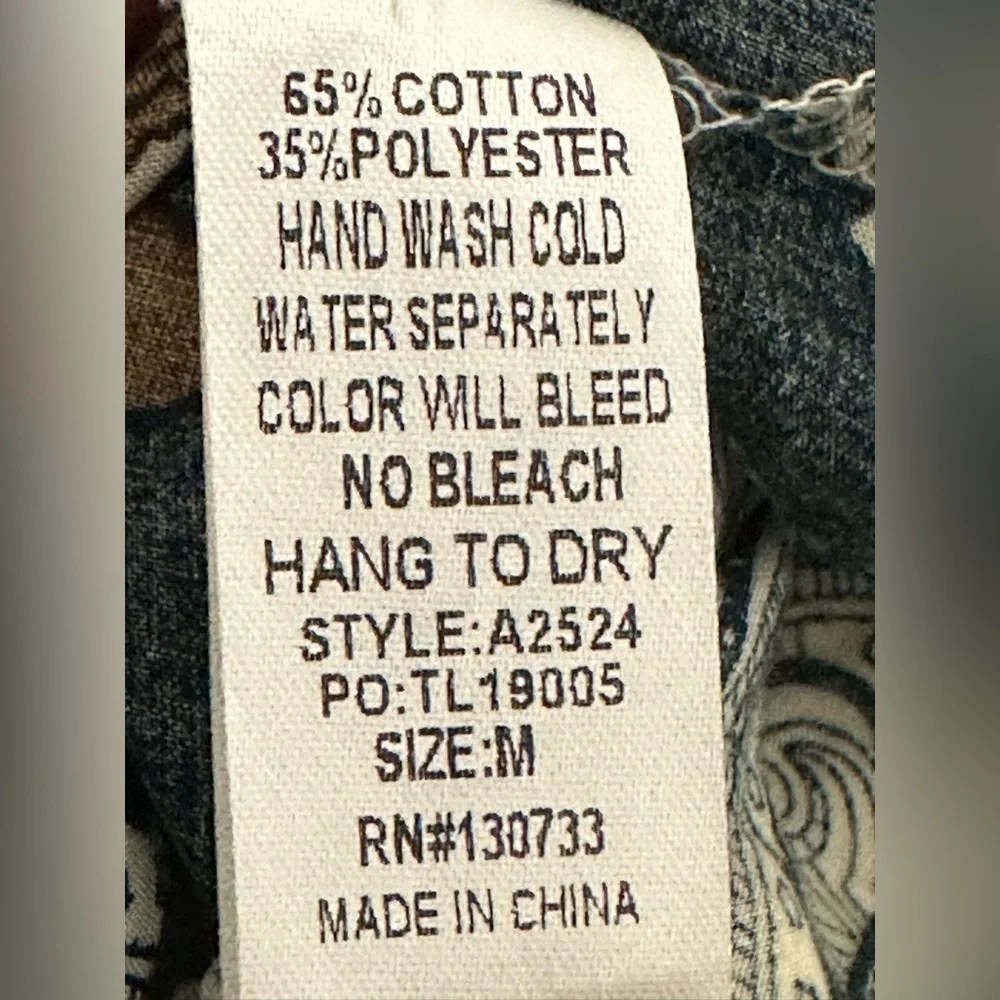 65% COTTON
35%POLYESTER
HAND WASH COLD
WATER SEPARATELY
COLOR WILL BLEED
NO BLEACH
HANG TO DRY
STYLE:A2524
PO:TL19005
SIZE:M
RN#130733
MADE IN CHINA